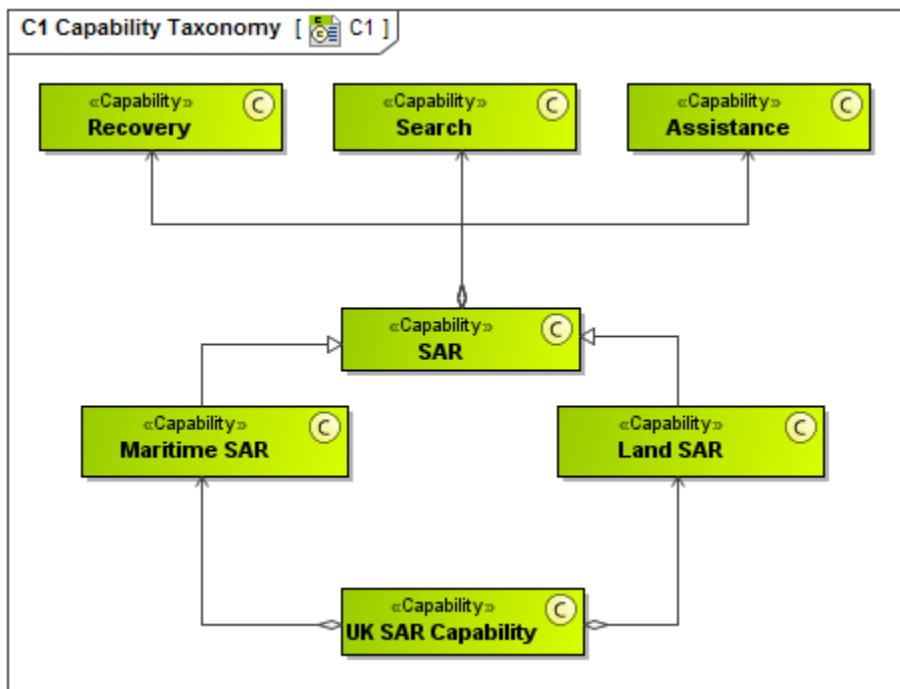 C1 Capability Taxonomy [ C1 ]
«Capability» C
Recovery
«Capability» C
Search
«Capability» C
Assistance
«Capability» C
SAR
«Capability» C
Maritime SAR
«Capability» C
Land SAR
«Capability» C
UK SAR Capability